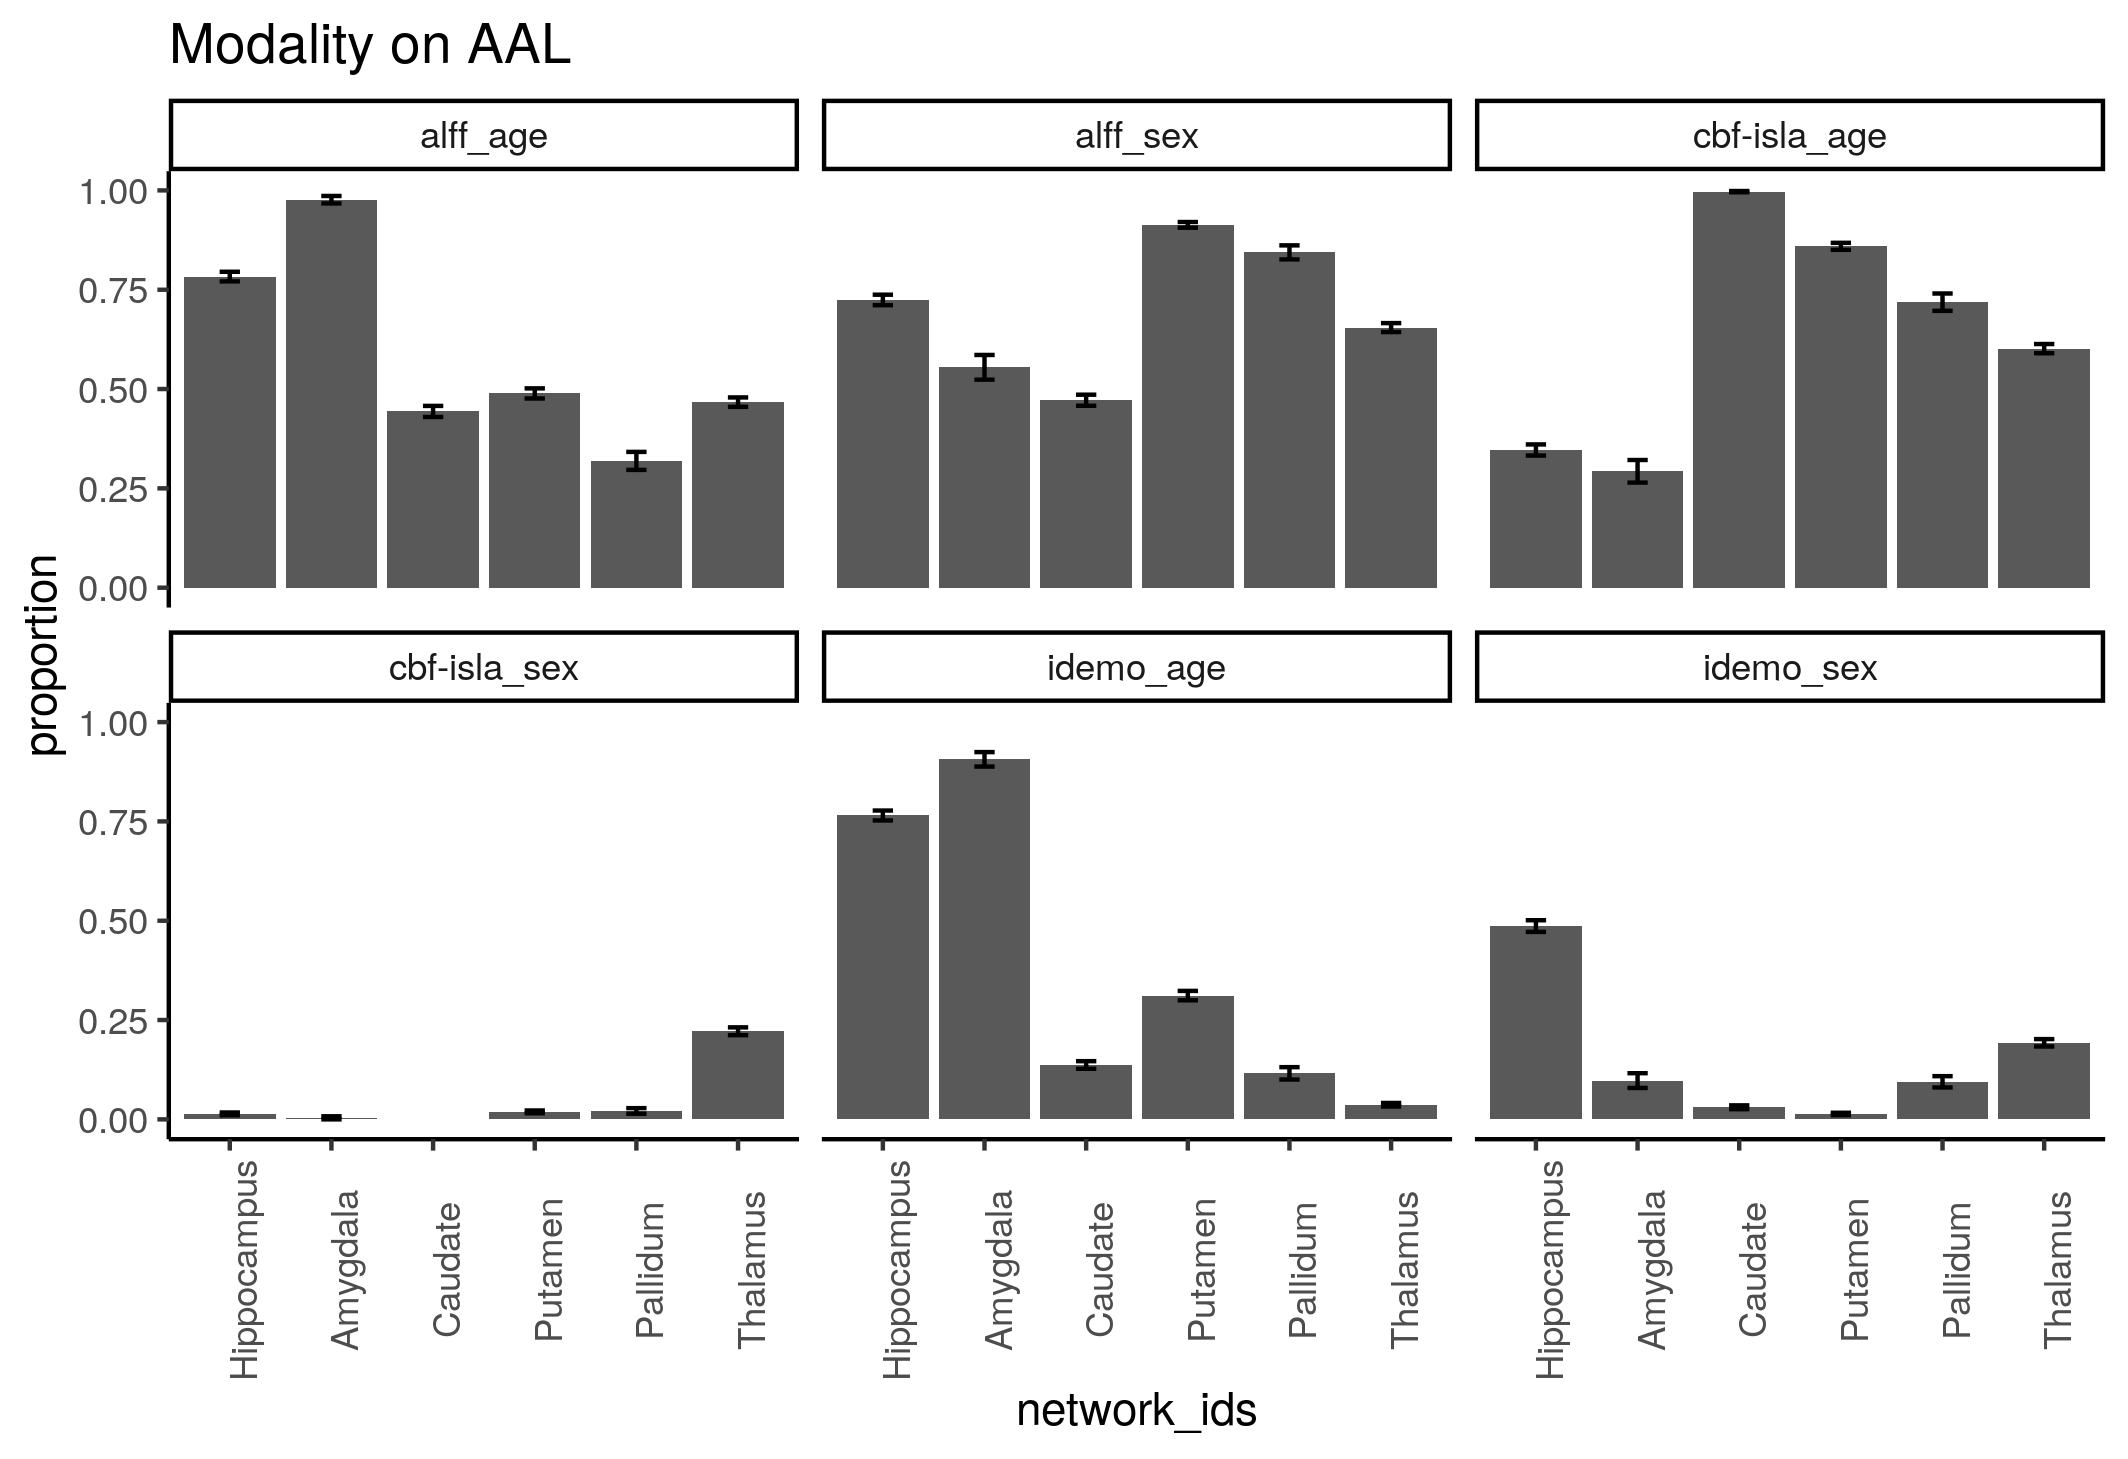 Modality on AAL
alff_age
alff_sex
cbf-isla_age
1.00
0.75
0.50
0.25
0.00
cbf-isla_sex
idemo_age
idemo_sex
1.00
0.75
0.50
0.25
0.00
proportion
Hippocampus
Amygdala
Caudate
Putamen
Pallidum
Thalamus
Hippocampus
Amygdala
Caudate
Putamen
Pallidum
Thalamus
Hippocampus
Amygdala
Caudate
Putamen
Pallidum
Thalamus
network_ids